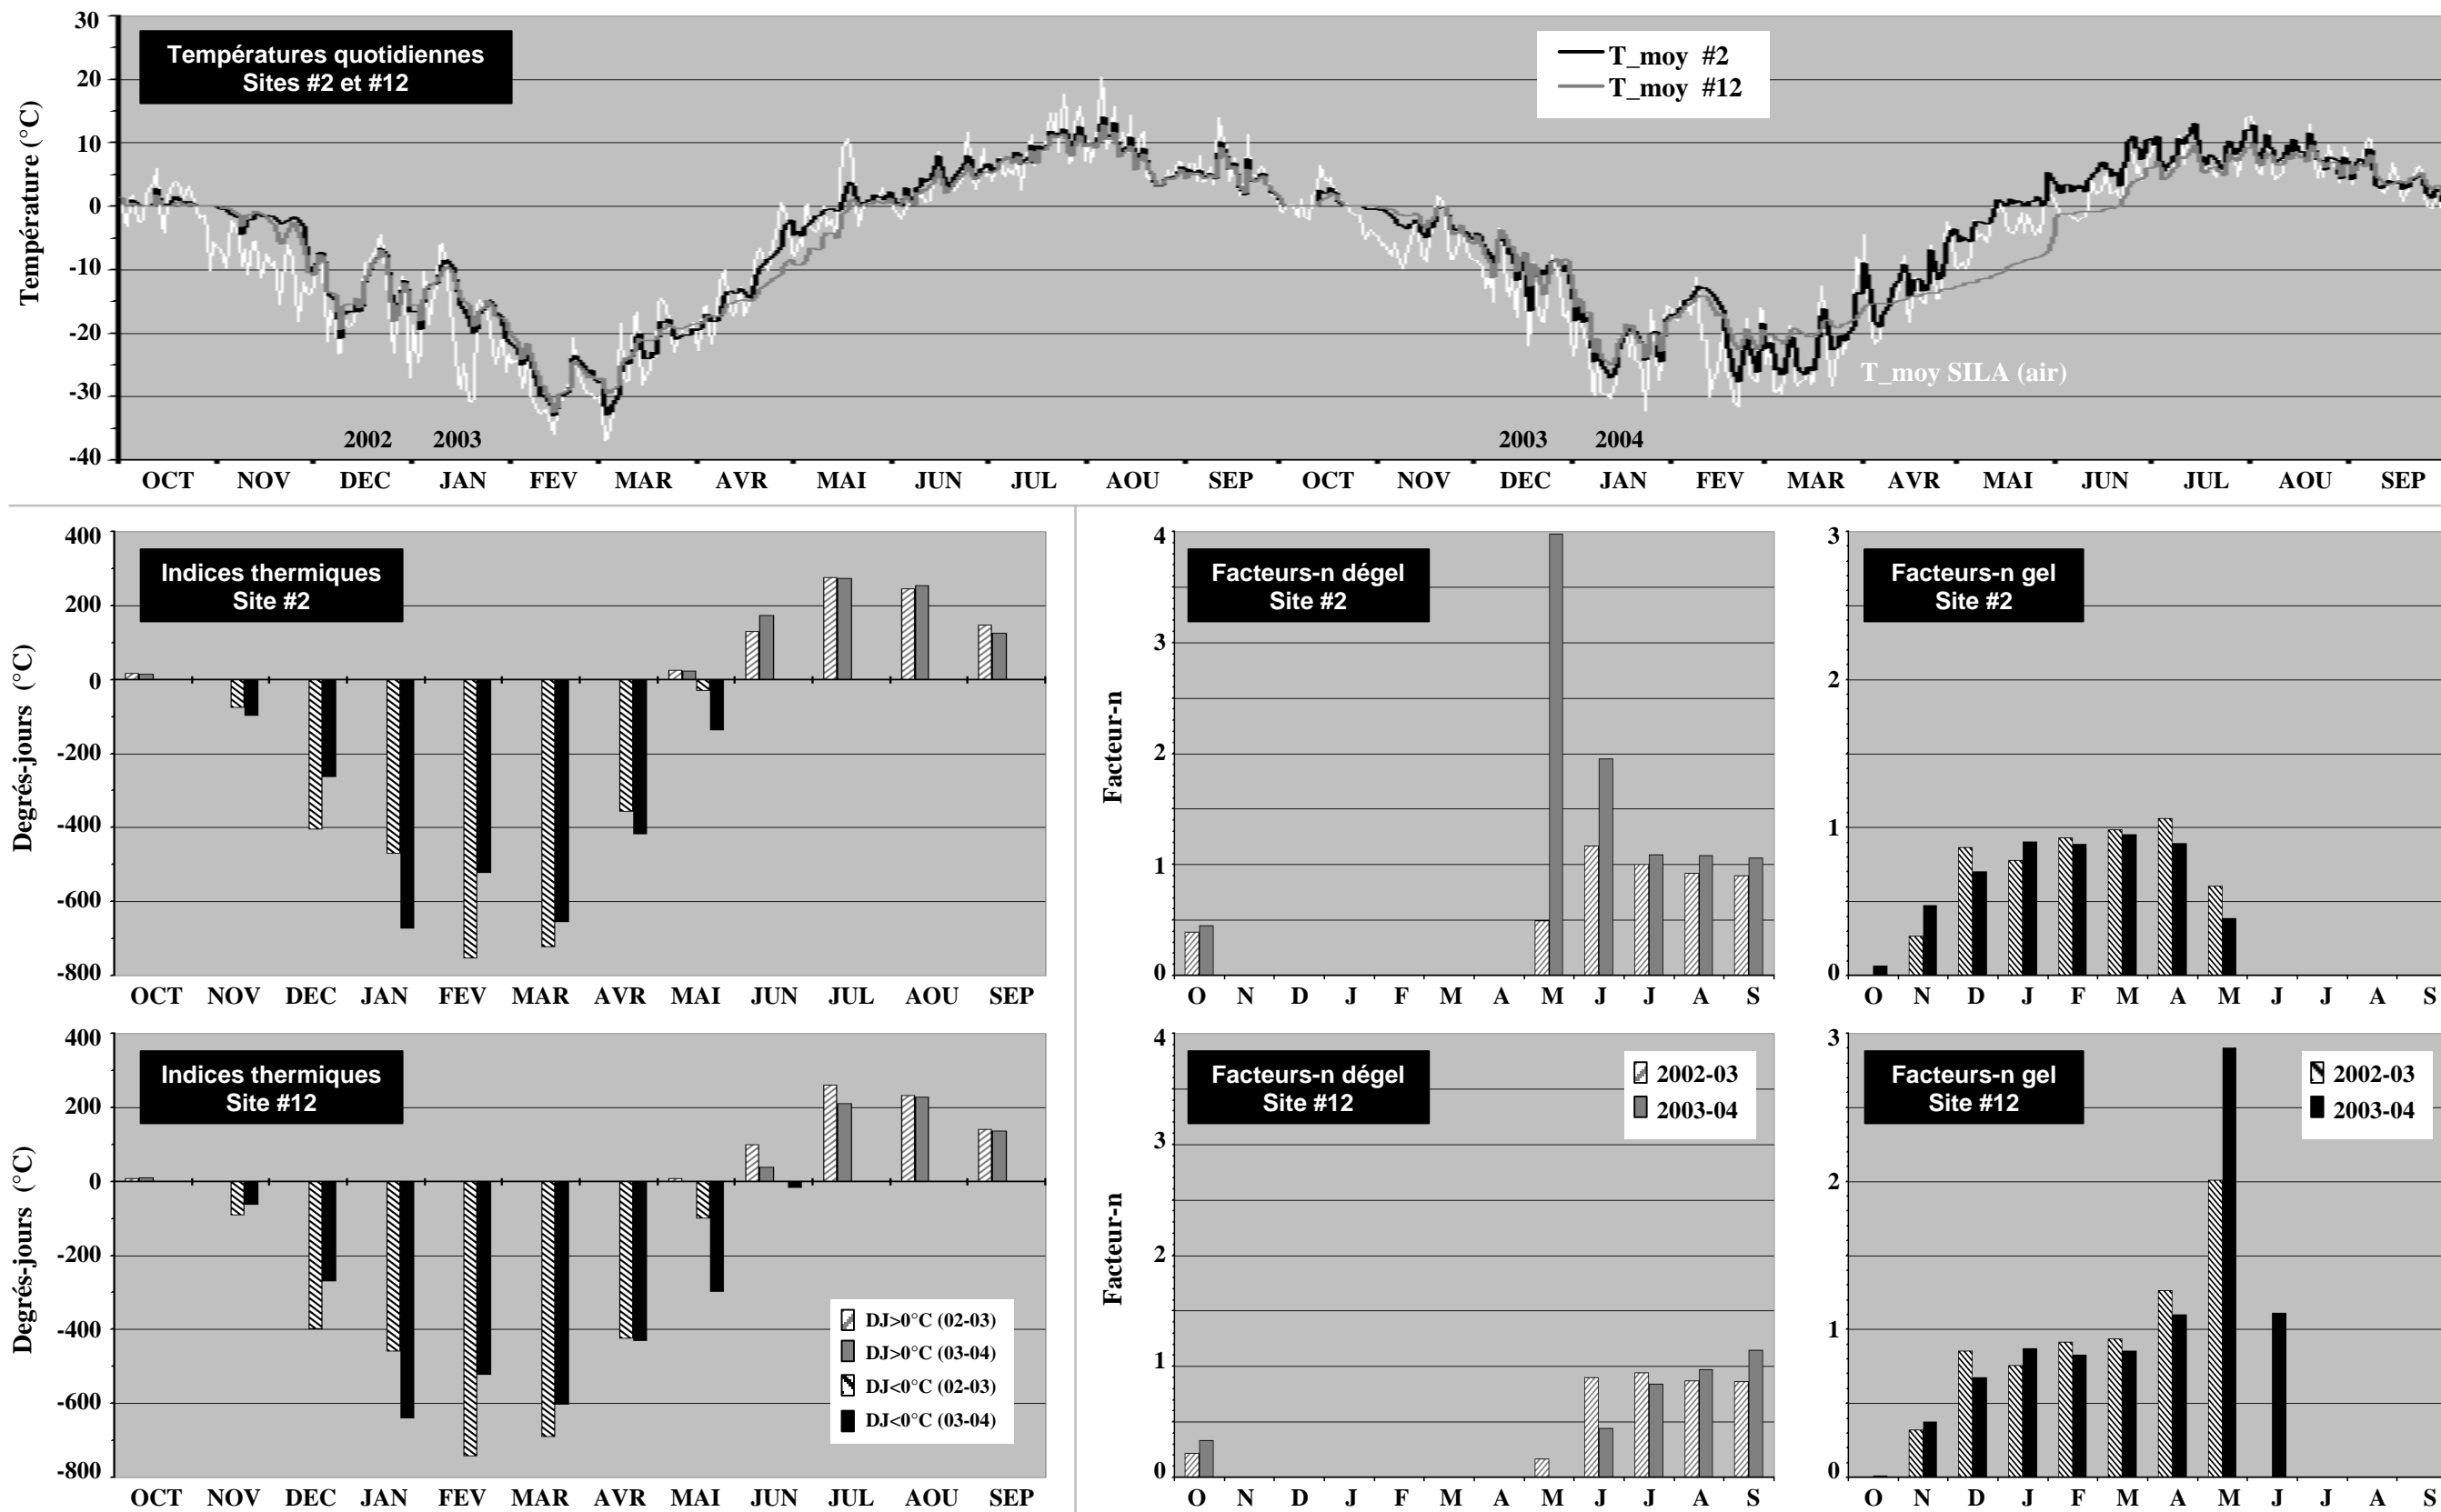 Températures quotidiennes
Sites #2 et #12
T_moy #2
T_moy #12
T_moy SILA (air)
Température (°C)
30
20
10
0
-10
-20
-30
-40
2002 2003 2003 2004
OCT NOV DEC JAN FEV MAR AVR MAI JUN JUL AOU SEP OCT NOV DEC JAN FEV MAR AVR MAI JUN JUL AOU SEP
Indices thermiques
Site #2
Degrés-jours (°C)
400
200
0
-200
-400
-600
-800
OCT NOV DEC JAN FEV MAR AVR MAI JUN JUL AOU SEP
Facteurs-n dégel
Site #2
Facteur-n
4
3
2
1
0
O N D J F M A M J J A S
Facteurs-n gel
Site #2
3
2
1
0
O N D J F M A M J J A S
Indices thermiques
Site #12
Degrés-jours (°C)
400
200
0
-200
-400
-600
-800
DJ>0°C (02-03)
DJ>0°C (03-04)
DJ<0°C (02-03)
DJ<0°C (03-04)
OCT NOV DEC JAN FEV MAR AVR MAI JUN JUL AOU SEP
Facteurs-n dégel
Site #12
2002-03
2003-04
Facteur-n
4
3
2
1
0
O N D J F M A M J J A S
Facteurs-n gel
Site #12
2002-03
2003-04
3
2
1
0
O N D J F M A M J J A S